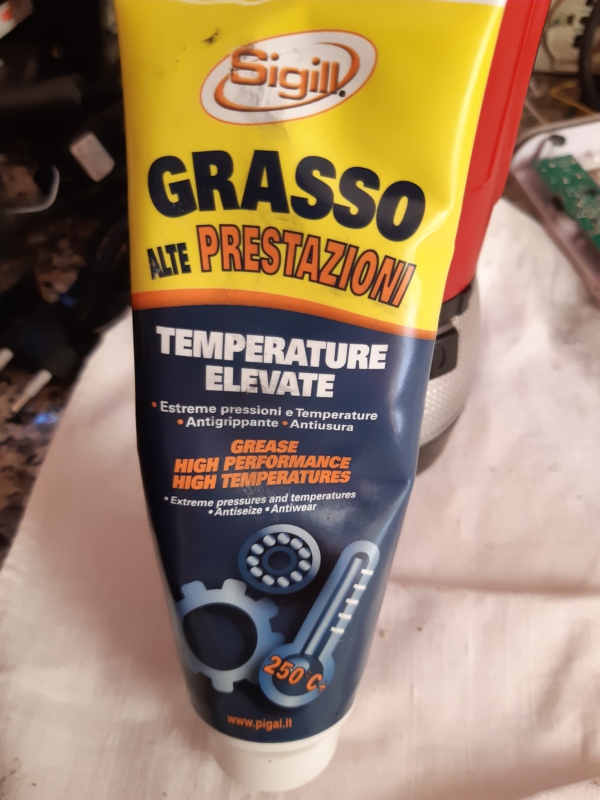 Sigill.
GRASSO
ALTE PRESTAZIONI
TEMPERATURE
ELEVATE
• Estreme pressioni e Temperature
• Antigrippante • Antiusura
GREASE
HIGH PERFORMANCE
HIGH TEMPERATURES
• Extreme pressures and temperatures
• Antiseize • Antiwear
250°C
www.pigal.it